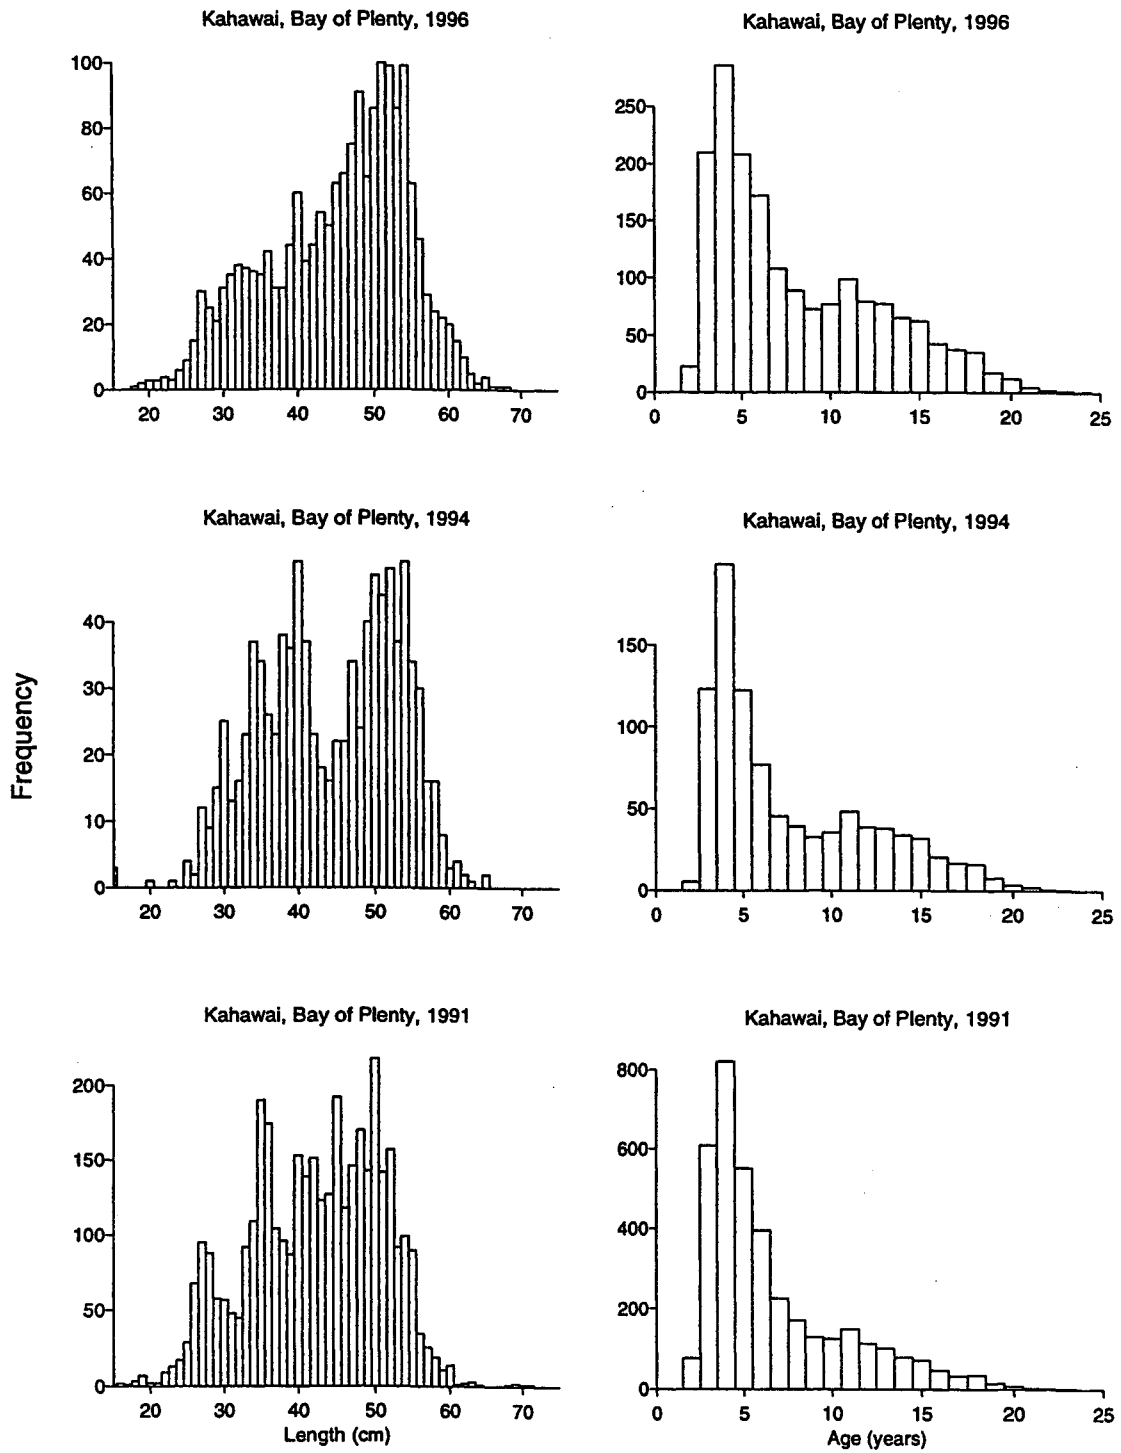 Kahawai, Bay of Plenty, 1996
100
80
60
40
20
0
20 30 40 50 60 70
Kahawai, Bay of Plenty, 1996
250
200
150
100
50
0
0 5 10 15 20 25
Frequency
Kahawai, Bay of Plenty, 1994
40
30
20
10
0
20 30 40 50 60 70
Kahawai, Bay of Plenty, 1994
150
100
50
0
0 5 10 15 20 25
Kahawai, Bay of Plenty, 1991
200
150
100
50
0
20 30 40 50 60 70
Length (cm)
Kahawai, Bay of Plenty, 1991
800
600
400
200
0
0 5 10 15 20 25
Age (years)